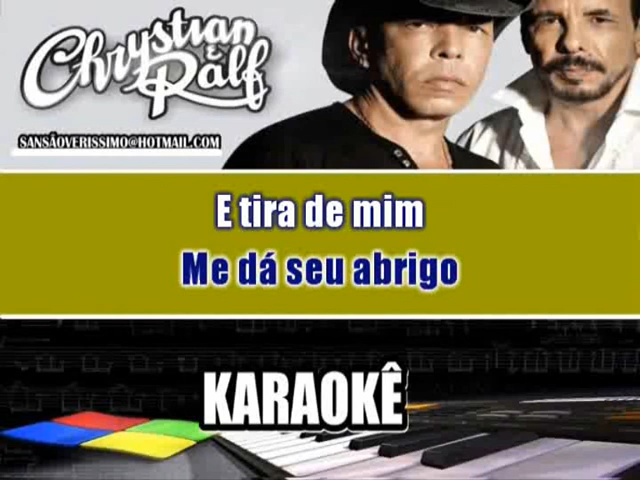 Chrystian
&
Ralf
SANSÃOVERISSIMO@HOTMAIL.COM
E tira de mim
Me dá seu abrigo
KARAOKÊ